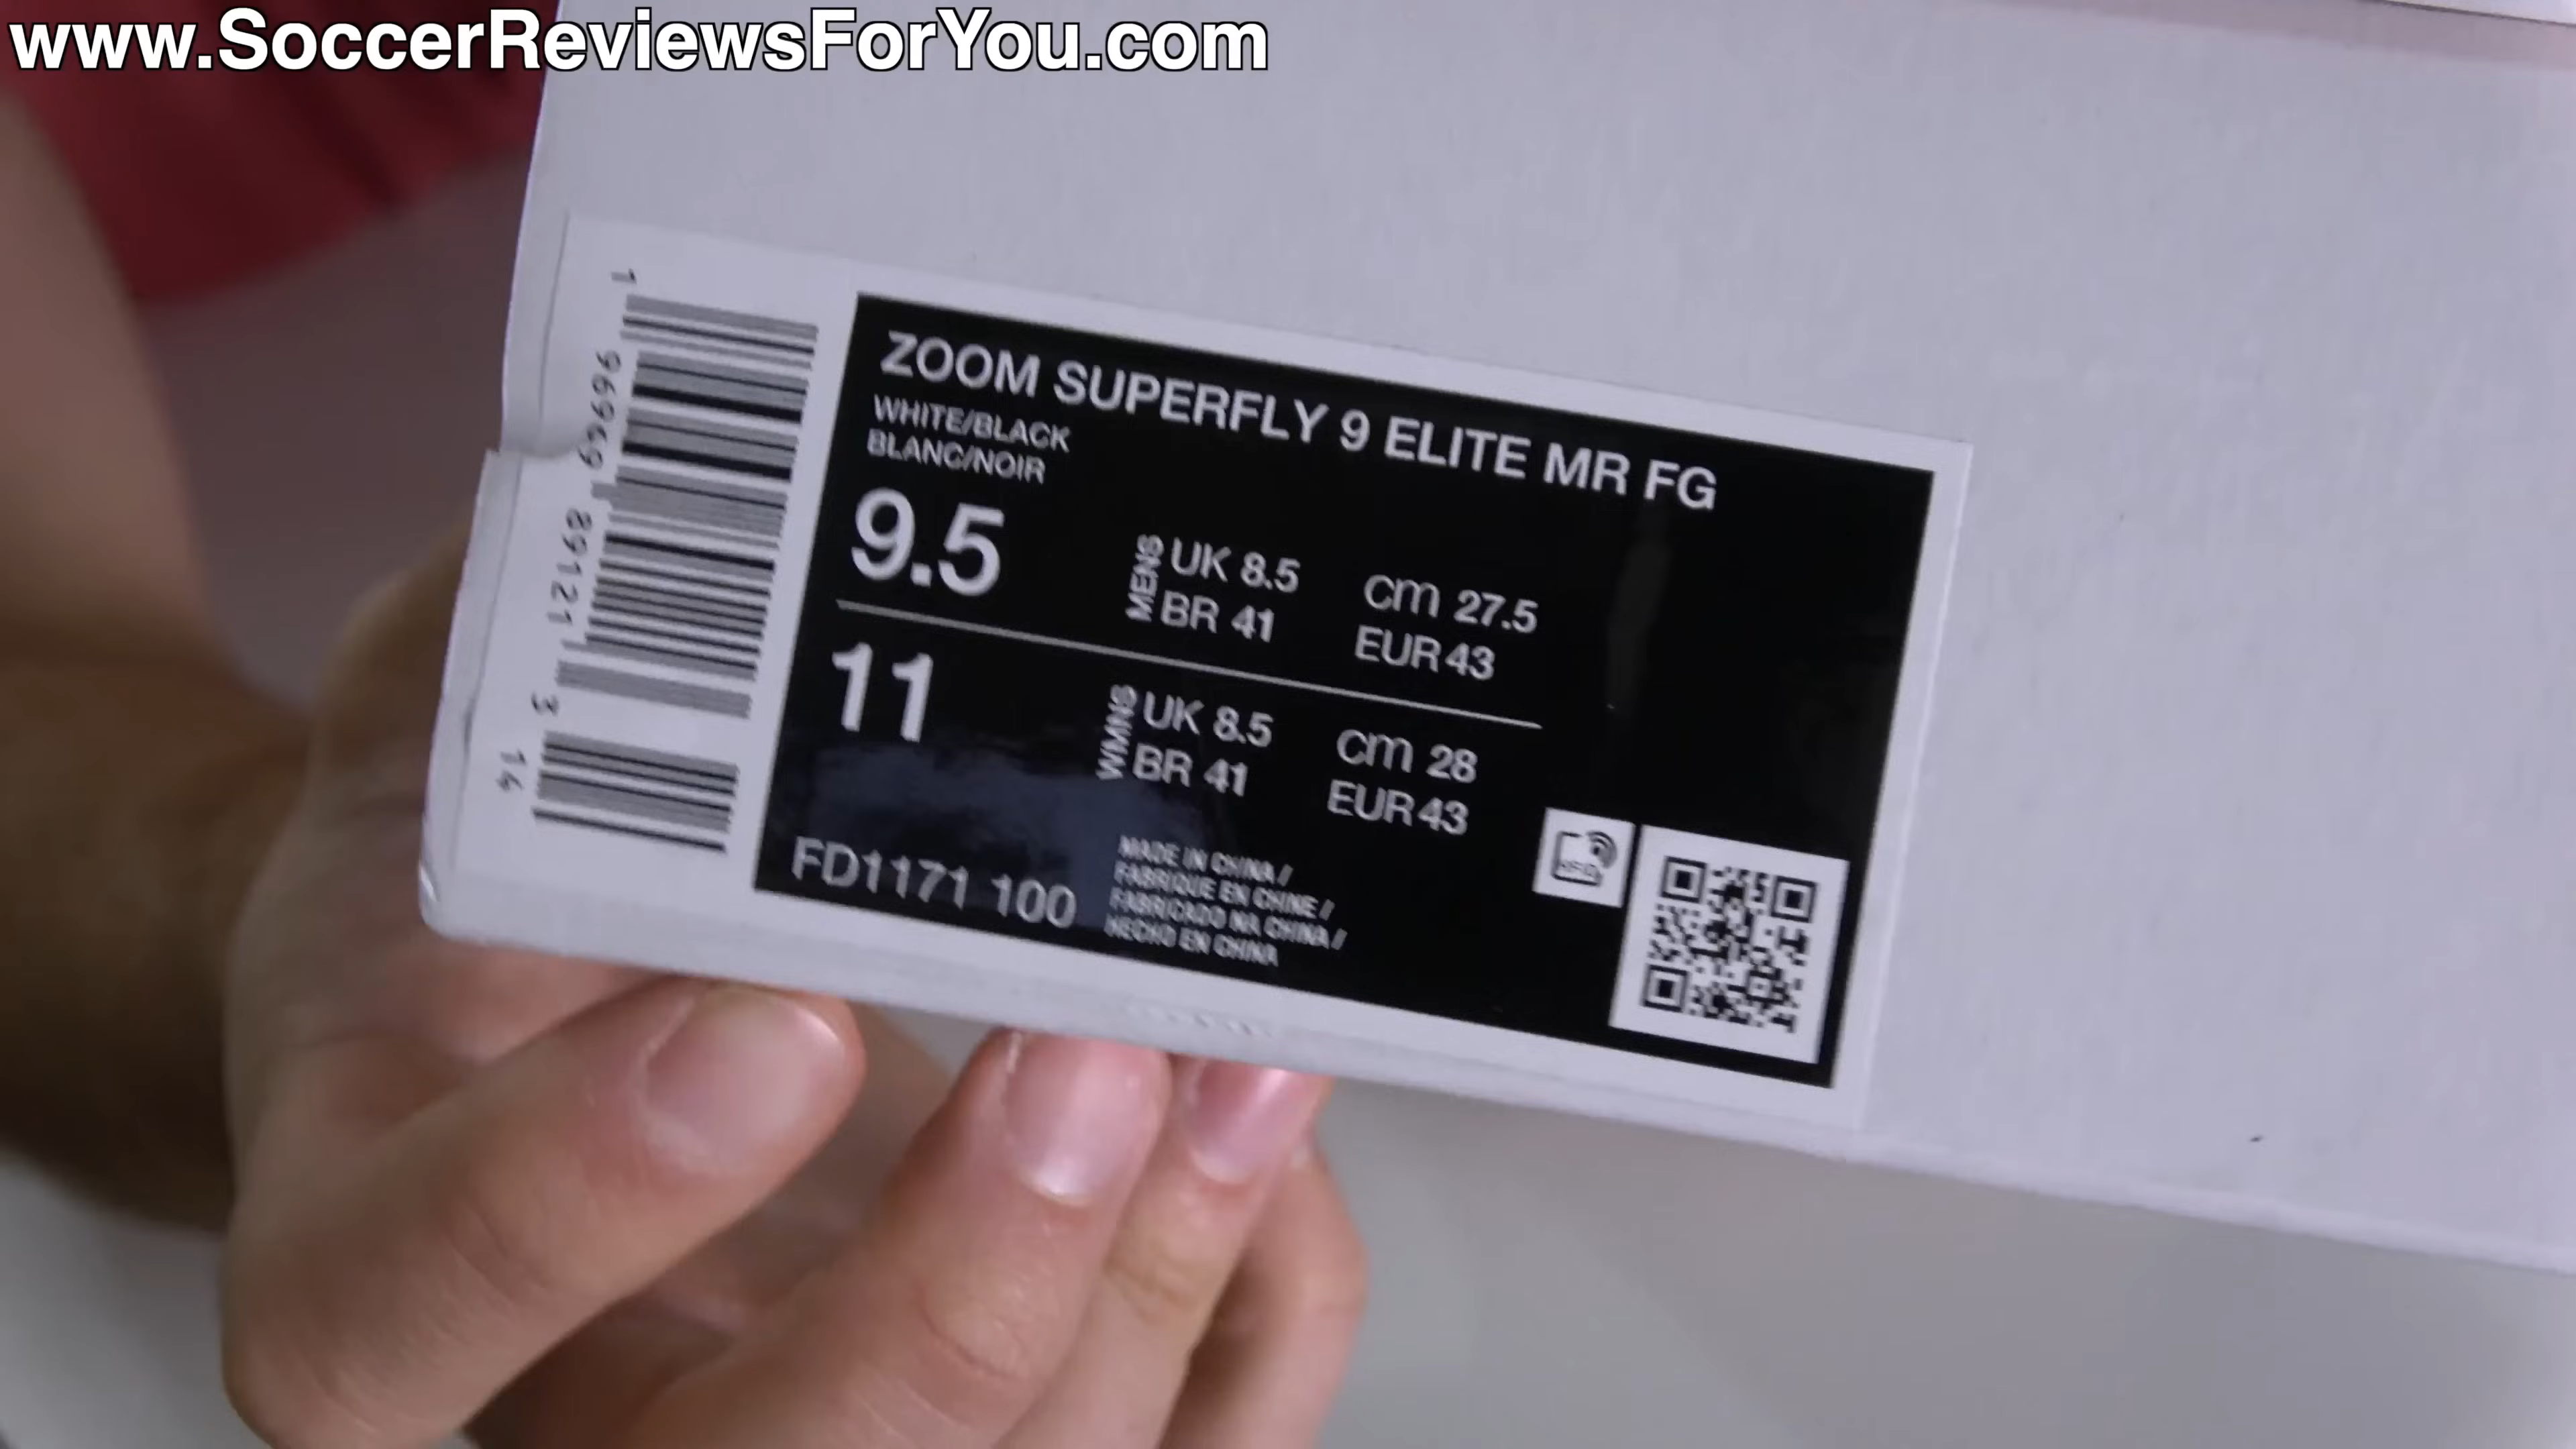 www.SoccerReviewsForYou.com
ZOOM SUPERFLY 9 ELITE MR FG
WHITE/BLACK
BLANC/NOIR
9.5
MENS
UK 8.5 cm 27.5
BR 41 EUR 43
11
WMNS
UK 8.5 cm 28
BR 41 EUR 43
FD1171 100
MADE IN CHINA /
FABRIQUE EN CHINE /
FABRICADO NA CHINA /
HECHO EN CHINA
1 96969 89121 3 14